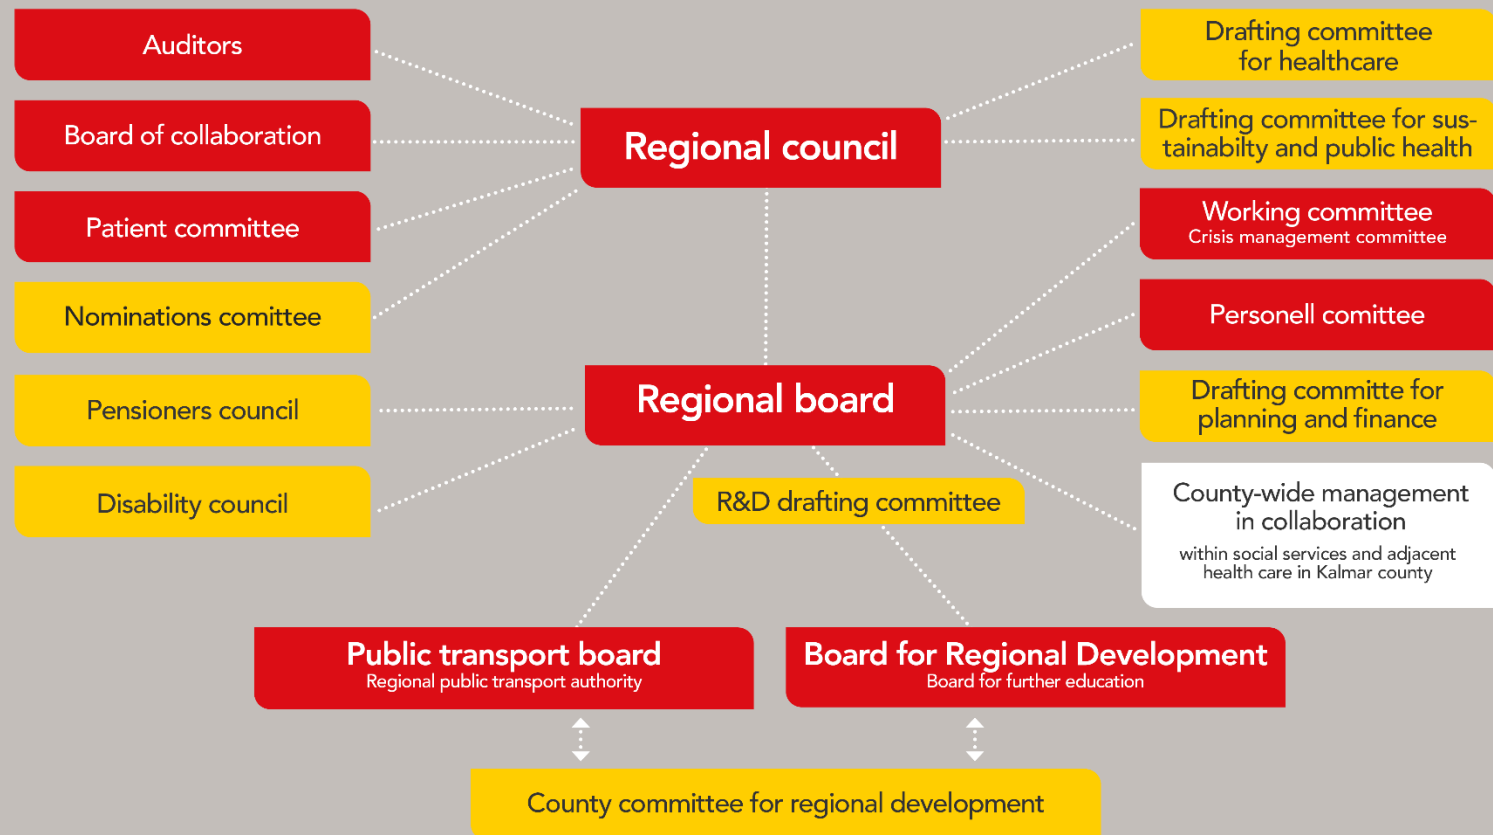 Auditors
Board of collaboration
Patient committee
Nominations comittee
Pensioners council
Disability council
Regional council
Regional board
R&D drafting committee
Drafting committee
for healthcare
Drafting committee for sus-
tainabilty and public health
Working committee
Crisis management committee
Personell comittee
Drafting committe for
planning and finance
County-wide management
in collaboration
within social services and adjacent
health care in Kalmar county
Public transport board
Regional public transport authority
Board for Regional Development
Board for further education
County committee for regional development